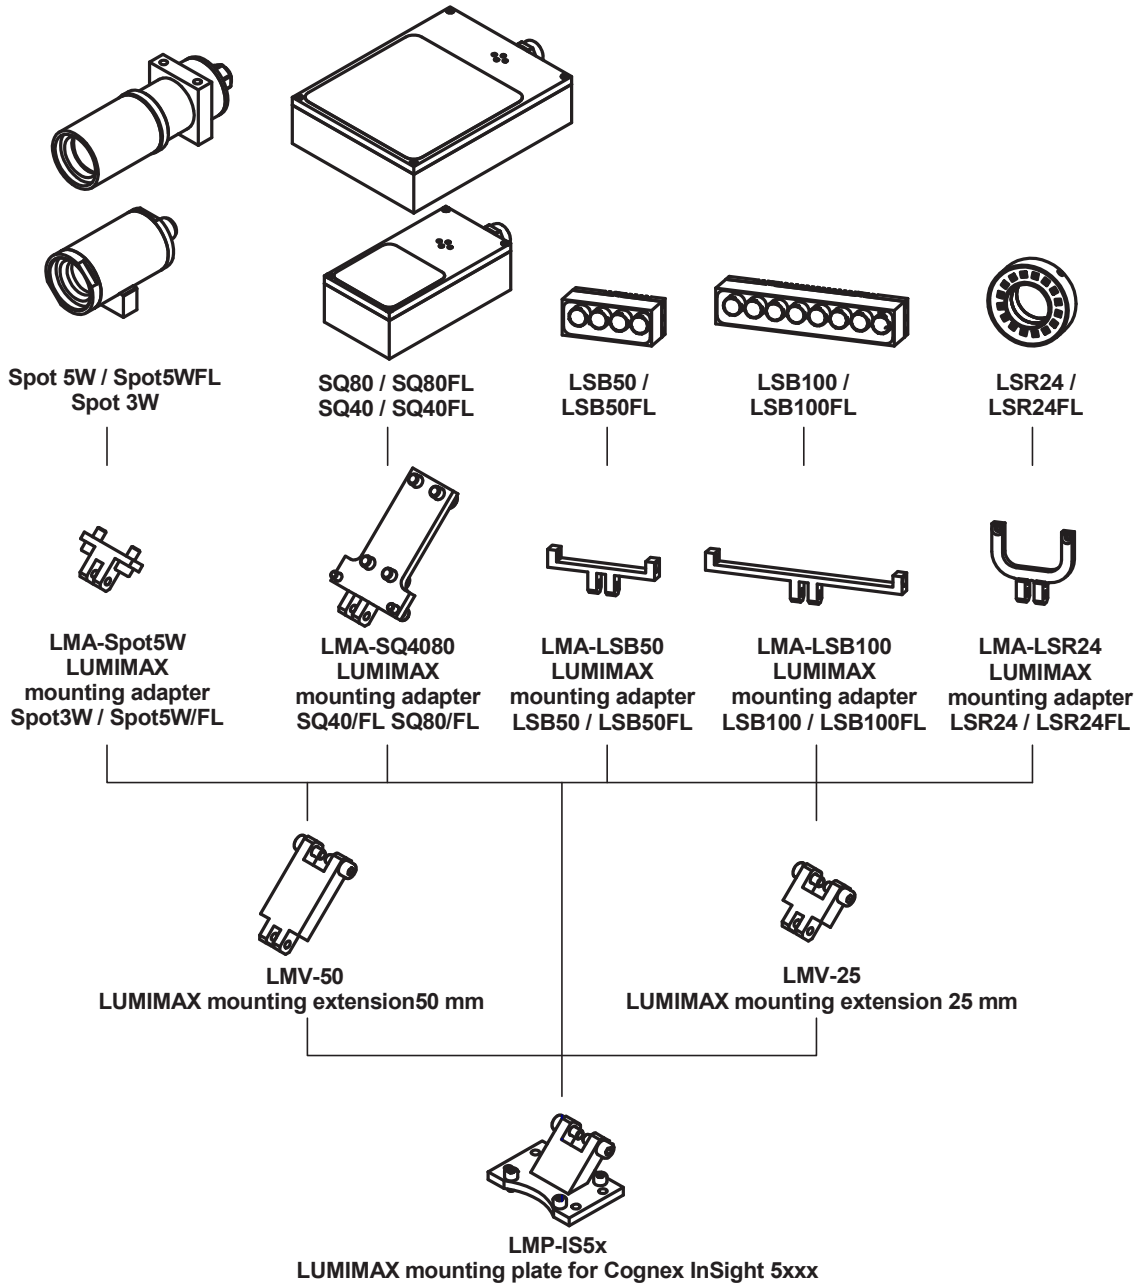 Spot 5W / Spot5WFL
Spot 3W
SQ80 / SQ80FL
SQ40 / SQ40FL
LSB50 /
LSB50FL
LSB100 /
LSB100FL
LSR24 /
LSR24FL
LMA-Spot5W
LUMIMAX
mounting adapter
Spot3W / Spot5W/FL
LMA-SQ4080
LUMIMAX
mounting adapter
SQ40/FL SQ80/FL
LMA-LSB50
LUMIMAX
mounting adapter
LSB50 / LSB50FL
LMA-LSB100
LUMIMAX
mounting adapter
LSB100 / LSB100FL
LMA-LSR24
LUMIMAX
mounting adapter
LSR24 / LSR24FL
LMV-50
LUMIMAX mounting extension50 mm
LMV-25
LUMIMAX mounting extension 25 mm
LMP-IS5x
LUMIMAX mounting plate for Cognex InSight 5xxx